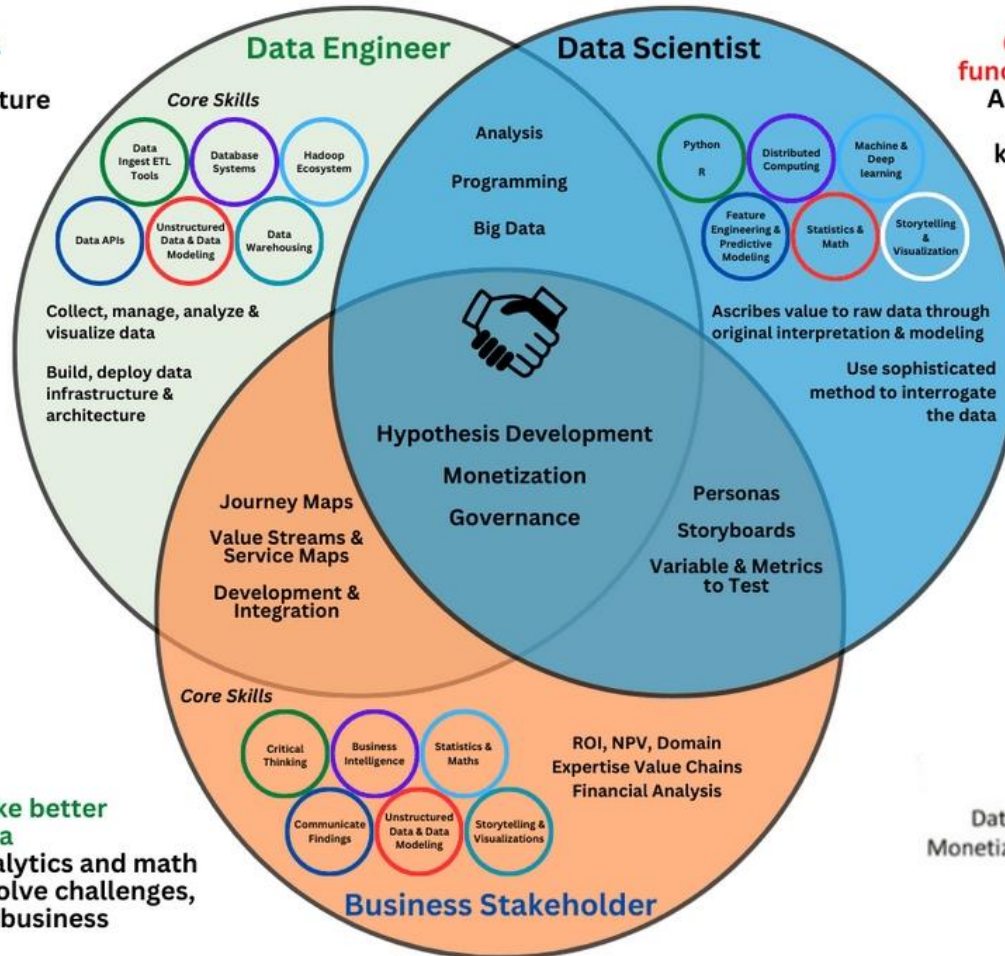 Data Engineer
Data Scientist
ture
func
A
k
Core Skills
Data
Ingest ETL
Tools
Database
Systems
Hadoop
Ecosystem
Data APIs
Unstructured
Data & Data
Modeling
Data
Warehousing
Collect, manage, analyze &
visualize data
Build, deploy data
infrastructure &
architecture
Analysis
Programming
Big Data
Python
R
Distributed
Computing
Machine &
Deep
learning
Feature
Engineering &
Predictive
Modeling
Statistics &
Math
Storytelling
&
Visualization
Ascribes value to raw data through
original interpretation & modeling
Use sophisticated
method to interrogate
the data
Hypothesis Development
Monetization
Governance
Journey Maps
Value Streams &
Service Maps
Development &
Integration
Personas
Storyboards
Variable & Metrics
to Test
Core Skills
Critical
Thinking
Business
Intelligence
Statistics &
Maths
Communicate
Findings
Unstructured
Data & Data
Modeling
Storytelling &
Visualizations
ROI, NPV, Domain
Expertise Value Chains
Financial Analysis
Business Stakeholder
ke better
a
alytics and math
olve challenges,
business
Dat
Monetiz